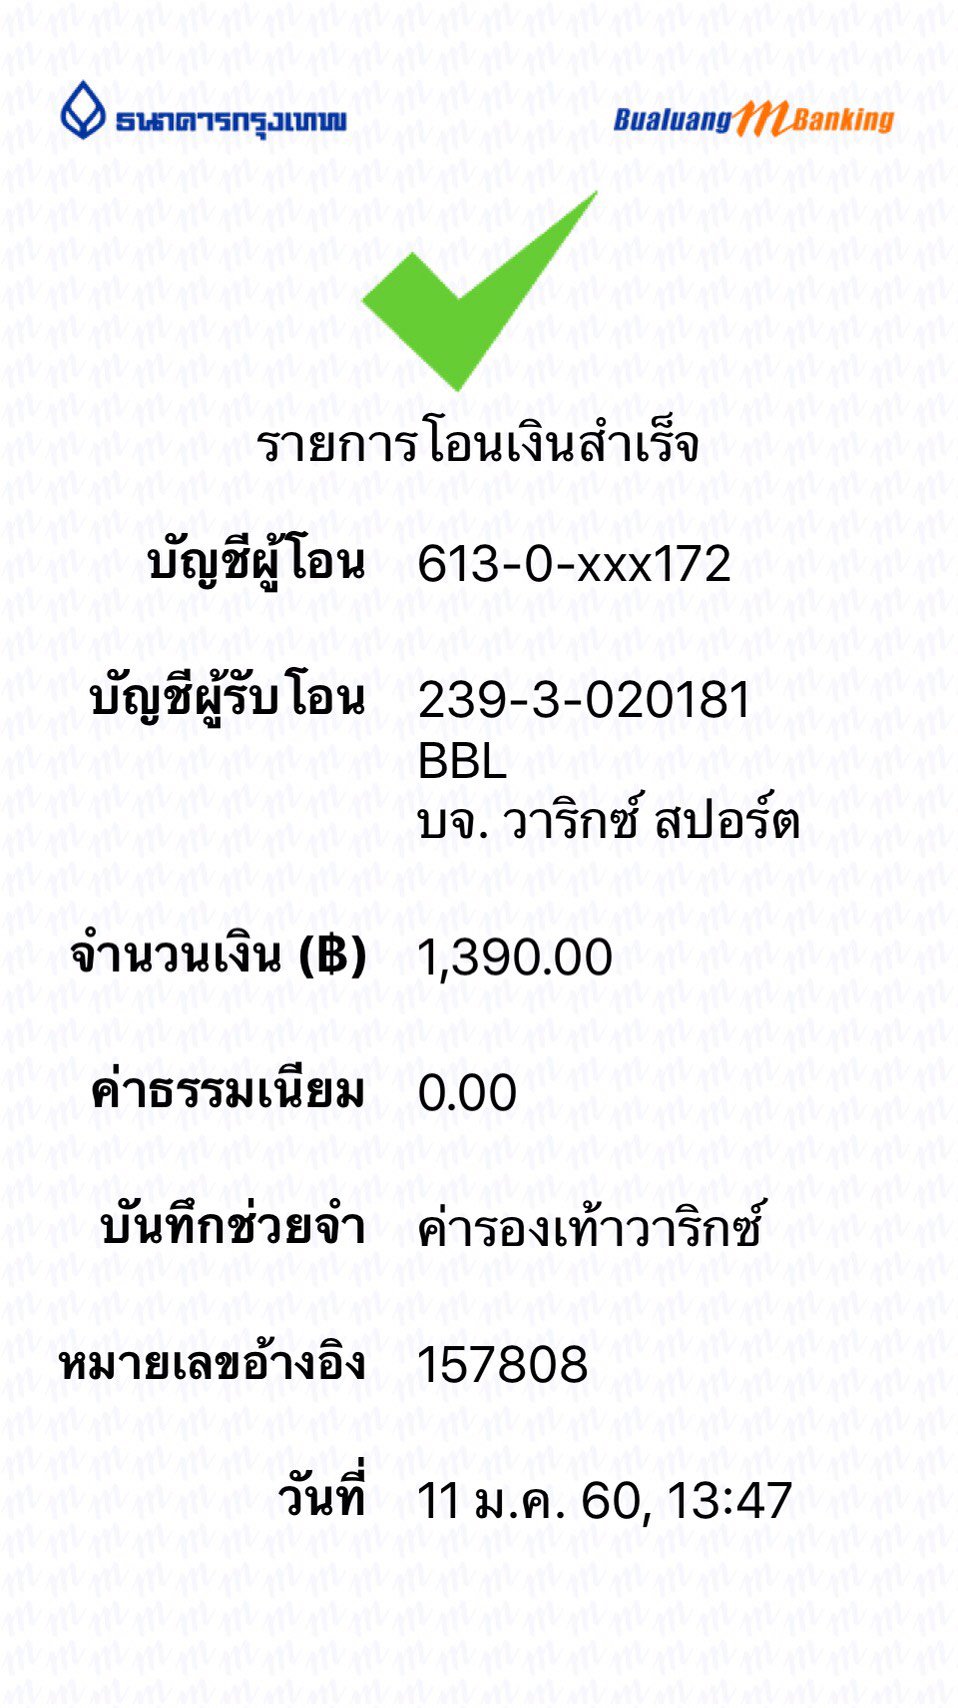 ธนาคารกรุงเทพ
Bualuang mBanking
รายการโอนเงินสำเร็จ
บัญชีผู้โอน 613-0-xxx172
บัญชีผู้รับโอน 239-3-020181
BBL
บจ. วาริกซ์ สปอร์ต
จำนวนเงิน (฿) 1,390.00
ค่าธรรมเนียม 0.00
บันทึกช่วยจำ ค่ารองเท้าวาริกซ์
หมายเลขอ้างอิง 157808
วันที่ 11 ม.ค. 60, 13:47